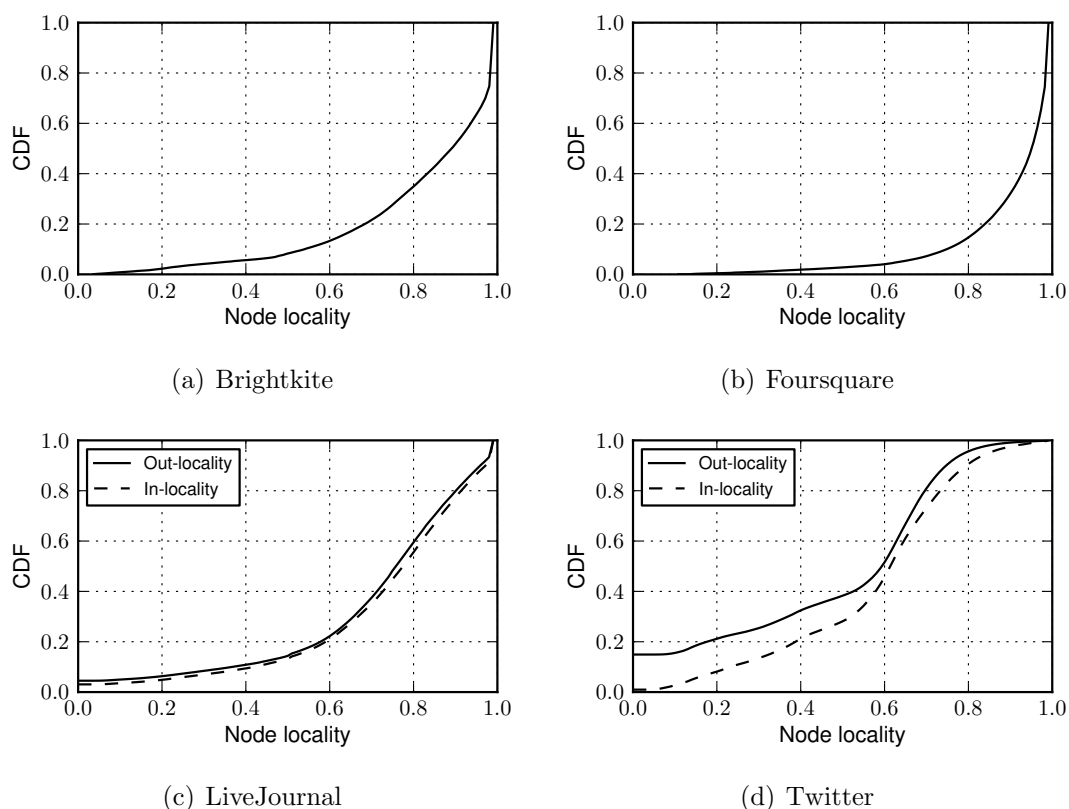 1.0
0.8
0.6
0.4
0.2
0.0
CDF
0.0 0.2 0.4 0.6 0.8 1.0
Node locality
(a) Brightkite
1.0
0.8
0.6
0.4
0.2
0.0
CDF
0.0 0.2 0.4 0.6 0.8 1.0
Node locality
(b) Foursquare
1.0
0.8
0.6
0.4
0.2
0.0
CDF
Out-locality
In-locality
0.0 0.2 0.4 0.6 0.8 1.0
Node locality
(c) LiveJournal
1.0
0.8
0.6
0.4
0.2
0.0
CDF
Out-locality
In-locality
0.0 0.2 0.4 0.6 0.8 1.0
Node locality
(d) Twitter